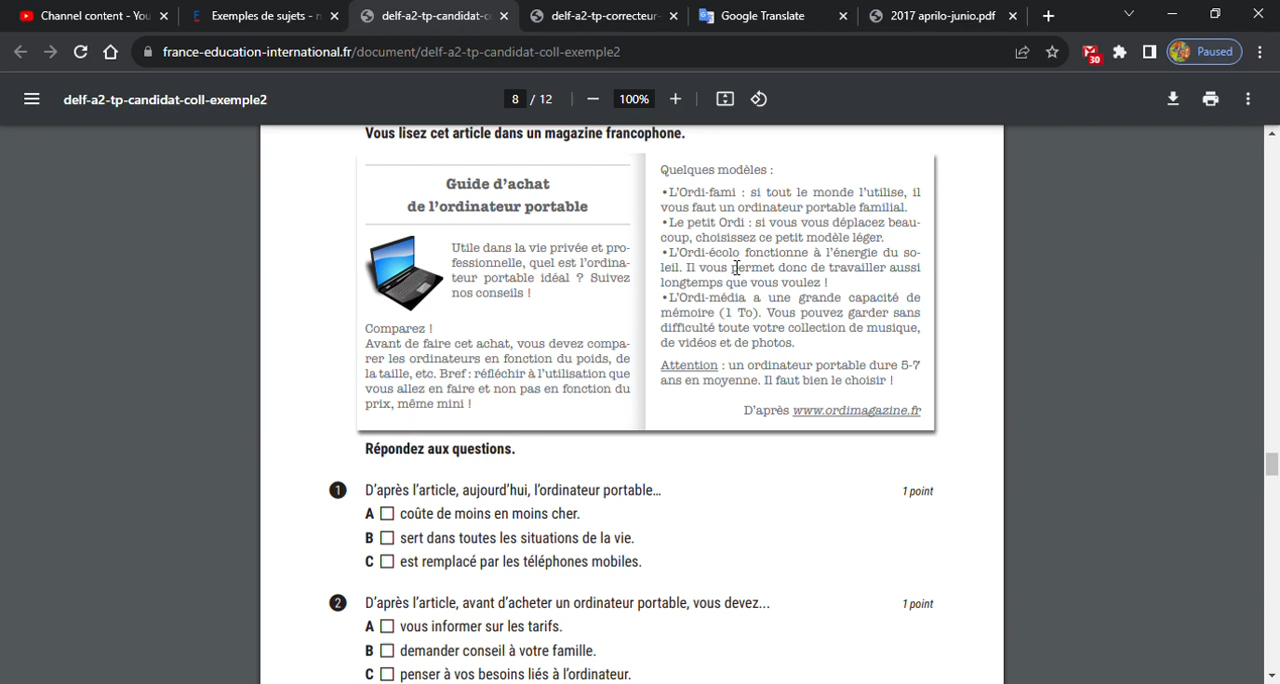 Channel content - You
Exemples de sujets - n
delf-a2-tp-candidat-c
delf-a2-tp-correcteur-
Google Translate
2017 aprilo-junio.pdf
france-education-international.fr/document/delf-a2-tp-candidat-coll-exemple2
30
Paused
delf-a2-tp-candidat-coll-exemple2
8 / 12
100%
Vous lisez cet article dans un magazine francophone.
Guide d’achat
de l’ordinateur portable
Utile dans la vie privée et pro-
fessionnelle, quel est l’ordina-
teur portable idéal ? Suivez
nos conseils !
Comparez !
Avant de faire cet achat, vous devez compa-
rer les ordinateurs en fonction du poids, de
la taille, etc. Bref : réfléchir à l’utilisation que
vous allez en faire et non pas en fonction du
prix, même mini !
Quelques modèles :
•L’Ordi-fami : si tout le monde l’utilise, il
vous faut un ordinateur portable familial.
•Le petit Ordi : si vous vous déplacez beau-
coup, choisissez ce petit modèle léger.
•L’Ordi-écolo fonctionne à l’énergie du so-
leil. Il vous permet donc de travailler aussi
longtemps que vous voulez !
•L’Ordi-média a une grande capacité de
mémoire (1 To). Vous pouvez garder sans
difficulté toute votre collection de musique,
de vidéos et de photos.
Attention : un ordinateur portable dure 5-7
ans en moyenne. Il faut bien le choisir !
D’après www.ordimagazine.fr
Répondez aux questions.
1 D’après l’article, aujourd’hui, l’ordinateur portable... 1 point
A coûte de moins en moins cher.
B sert dans toutes les situations de la vie.
C est remplacé par les téléphones mobiles.
2 D’après l’article, avant d’acheter un ordinateur portable, vous devez... 1 point
A vous informer sur les tarifs.
B demander conseil à votre famille.
C penser à vos besoins liés à l’ordinateur.